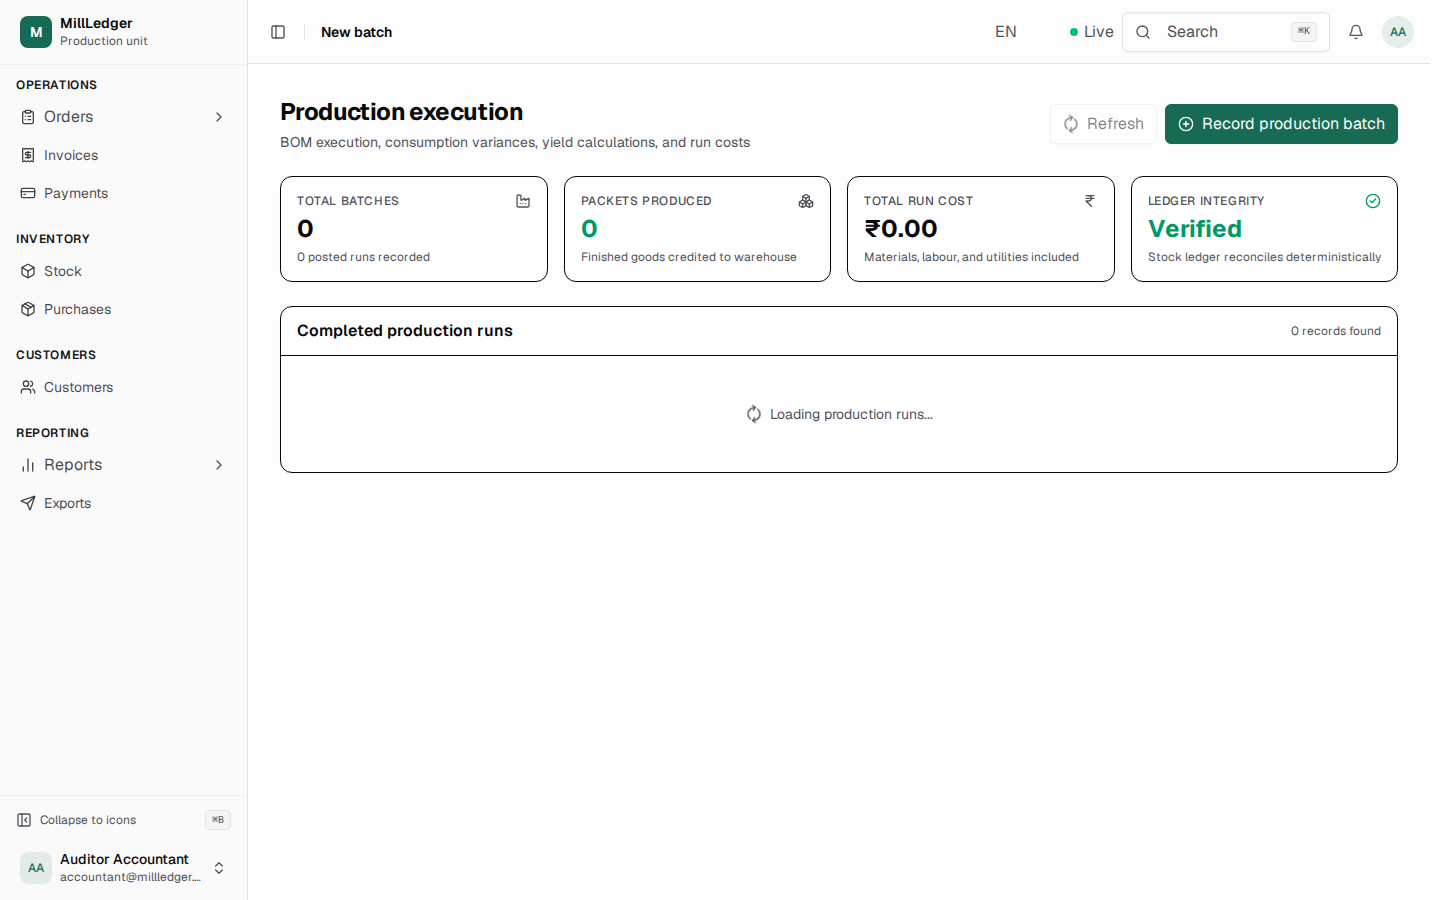 M
MillLedger
Production unit
OPERATIONS
Orders
Invoices
Payments
INVENTORY
Stock
Purchases
CUSTOMERS
Customers
REPORTING
Reports
Exports
Collapse to icons
⌘B
AA
Auditor Accountant
accountant@millledger....
New batch
EN
Live
Search
⌘K
AA
Production execution
BOM execution, consumption variances, yield calculations, and run costs
Refresh
Record production batch
TOTAL BATCHES
0
0 posted runs recorded
PACKETS PRODUCED
0
Finished goods credited to warehouse
TOTAL RUN COST
₹
₹0.00
Materials, labour, and utilities included
LEDGER INTEGRITY
Verified
Stock ledger reconciles deterministically
Completed production runs
0 records found
Loading production runs...